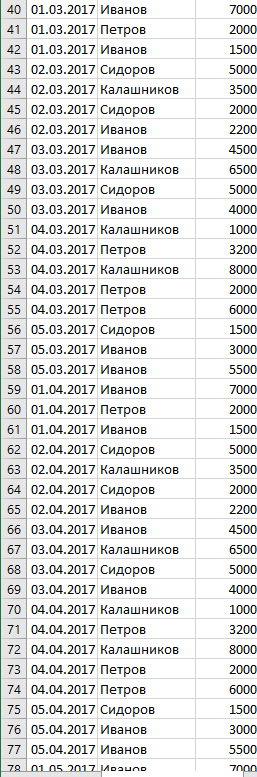 40 01.03.2017 Иванов 7000
41 01.03.2017 Петров 2000
42 01.03.2017 Иванов 1500
43 02.03.2017 Сидоров 5000
44 02.03.2017 Калашников 3500
45 02.03.2017 Сидоров 2000
46 02.03.2017 Иванов 2200
47 03.03.2017 Иванов 4500
48 03.03.2017 Калашников 6500
49 03.03.2017 Сидоров 5000
50 03.03.2017 Иванов 4000
51 04.03.2017 Калашников 1000
52 04.03.2017 Петров 3200
53 04.03.2017 Калашников 8000
54 04.03.2017 Петров 2000
55 04.03.2017 Петров 6000
56 05.03.2017 Сидоров 1500
57 05.03.2017 Иванов 3000
58 05.03.2017 Иванов 5500
59 01.04.2017 Иванов 7000
60 01.04.2017 Петров 2000
61 01.04.2017 Иванов 1500
62 02.04.2017 Сидоров 5000
63 02.04.2017 Калашников 3500
64 02.04.2017 Сидоров 2000
65 02.04.2017 Иванов 2200
66 03.04.2017 Иванов 4500
67 03.04.2017 Калашников 6500
68 03.04.2017 Сидоров 5000
69 03.04.2017 Иванов 4000
70 04.04.2017 Калашников 1000
71 04.04.2017 Петров 3200
72 04.04.2017 Калашников 8000
73 04.04.2017 Петров 2000
74 04.04.2017 Петров 6000
75 05.04.2017 Сидоров 1500
76 05.04.2017 Иванов 3000
77 05.04.2017 Иванов 5500
78 01.05.2017 Иванов 7000